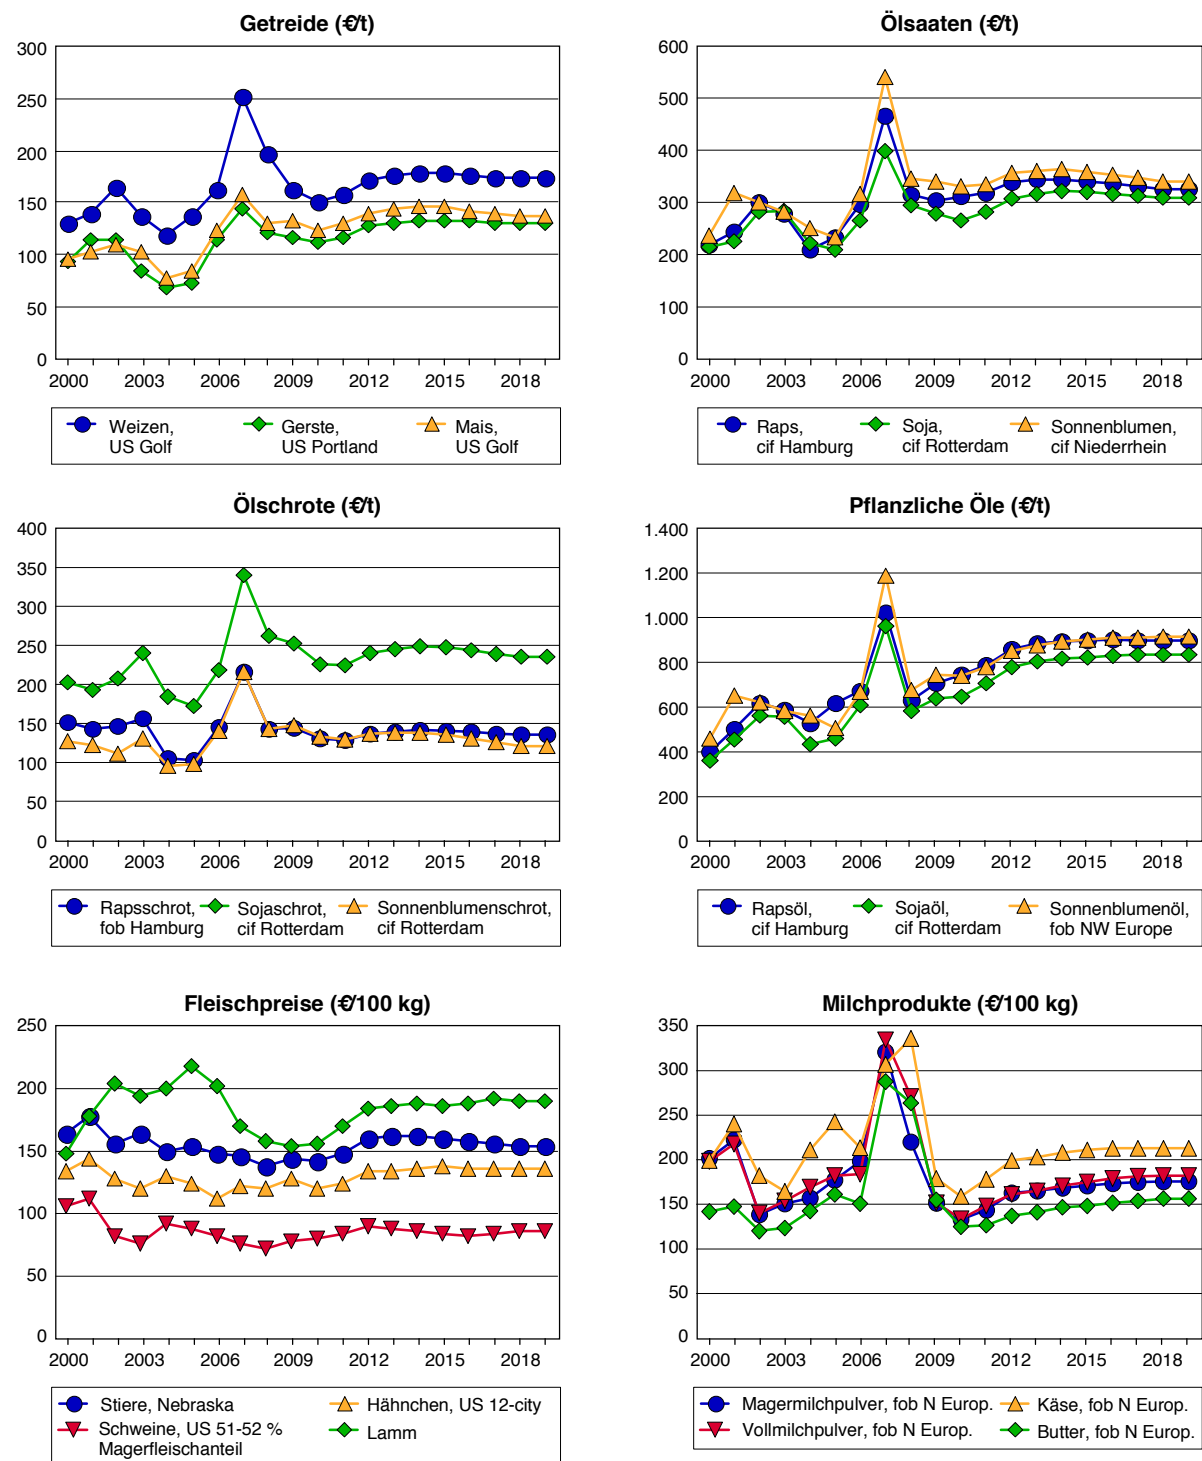 Getreide (€/t)
300
250
200
150
100
50
0
2000 2003 2006 2009 2012 2015 2018
Weizen, US Golf
Gerste, US Portland
Mais, US Golf
Ölsaaten (€/t)
600
500
400
300
200
100
0
2000 2003 2006 2009 2012 2015 2018
Raps, cif Hamburg
Soja, cif Rotterdam
Sonnenblumen, cif Niederrhein
Ölschrote (€/t)
400
350
300
250
200
150
100
50
0
2000 2003 2006 2009 2012 2015 2018
Rapsschrot, fob Hamburg
Sojaschrot, cif Rotterdam
Sonnenblumenschrot, cif Rotterdam
Pflanzliche Öle (€/t)
1.400
1.200
1.000
800
600
400
200
0
2000 2003 2006 2009 2012 2015 2018
Rapsöl, cif Hamburg
Sojaöl, cif Rotterdam
Sonnenblumenöl, fob NW Europe
Fleischpreise (€/100 kg)
250
200
150
100
50
0
2000 2003 2006 2009 2012 2015 2018
Stiere, Nebraska
Hähnchen, US 12-city
Schweine, US 51-52 %
Magerfleischanteil
Lamm
Milchprodukte (€/100 kg)
350
300
250
200
150
100
50
0
2000 2003 2006 2009 2012 2015 2018
Magermilchpulver, fob N Europ.
Käse, fob N Europ.
Vollmilchpulver, fob N Europ.
Butter, fob N Europ.